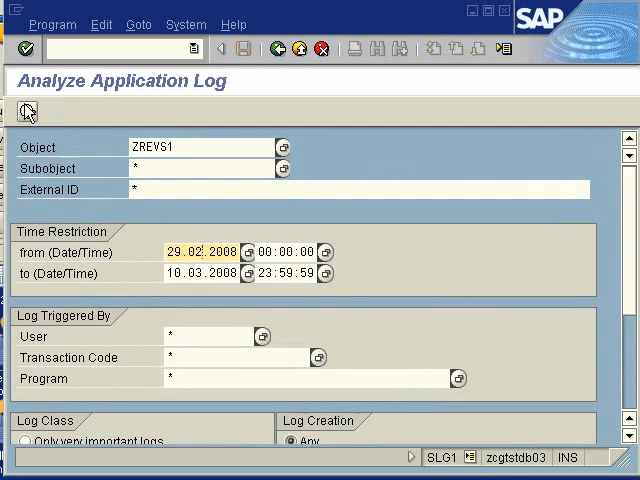 Program Edit Goto System Help
SAP
Analyze Application Log
Object ZREVS1
Subobject *
External ID *
Time Restriction
from (Date/Time) 29.02.2008 00:00:00
to (Date/Time) 10.03.2008 23:59:59
Log Triggered By
User *
Transaction Code *
Program *
Log Class Log Creation
Only very important logs Any
SLG1 zcgtstdb03 INS